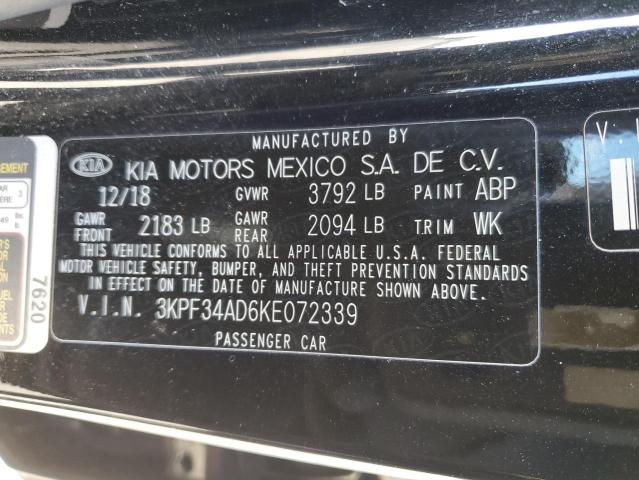 MANUFACTURED BY
KIA KIA MOTORS MEXICO S.A. DE C.V.
12/18 GVWR 3792 LB PAINT ABP
GAWR FRONT 2183 LB GAWR REAR 2094 LB TRIM WK
THIS VEHICLE CONFORMS TO ALL APPLICABLE U.S.A. FEDERAL
MOTOR VEHICLE SAFETY, BUMPER, AND THEFT PREVENTION STANDARDS
IN EFFECT ON THE DATE OF MANUFACTURE SHOWN ABOVE.
V.I.N. 3KPF34AD6KE072339
PASSENGER CAR
7620